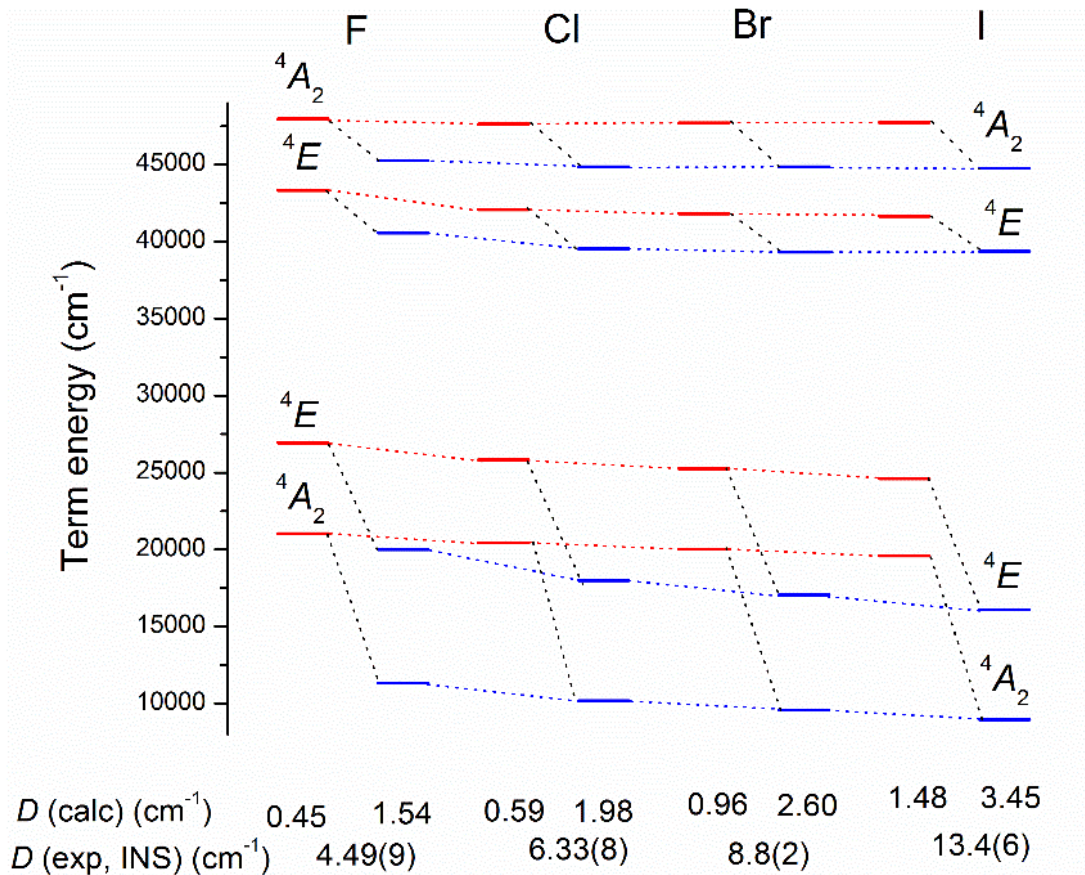 F Cl Br I
⁴A₂
⁴A₂
⁴E
45000
⁴E
40000
35000
30000
⁴E
25000
⁴A₂
20000
⁴E
15000
⁴A₂
10000
Term energy (cm⁻¹)
D (calc) (cm⁻¹) 0.45 1.54 0.59 1.98 0.96 2.60 1.48 3.45
D (exp, INS) (cm⁻¹) 4.49(9) 6.33(8) 8.8(2) 13.4(6)